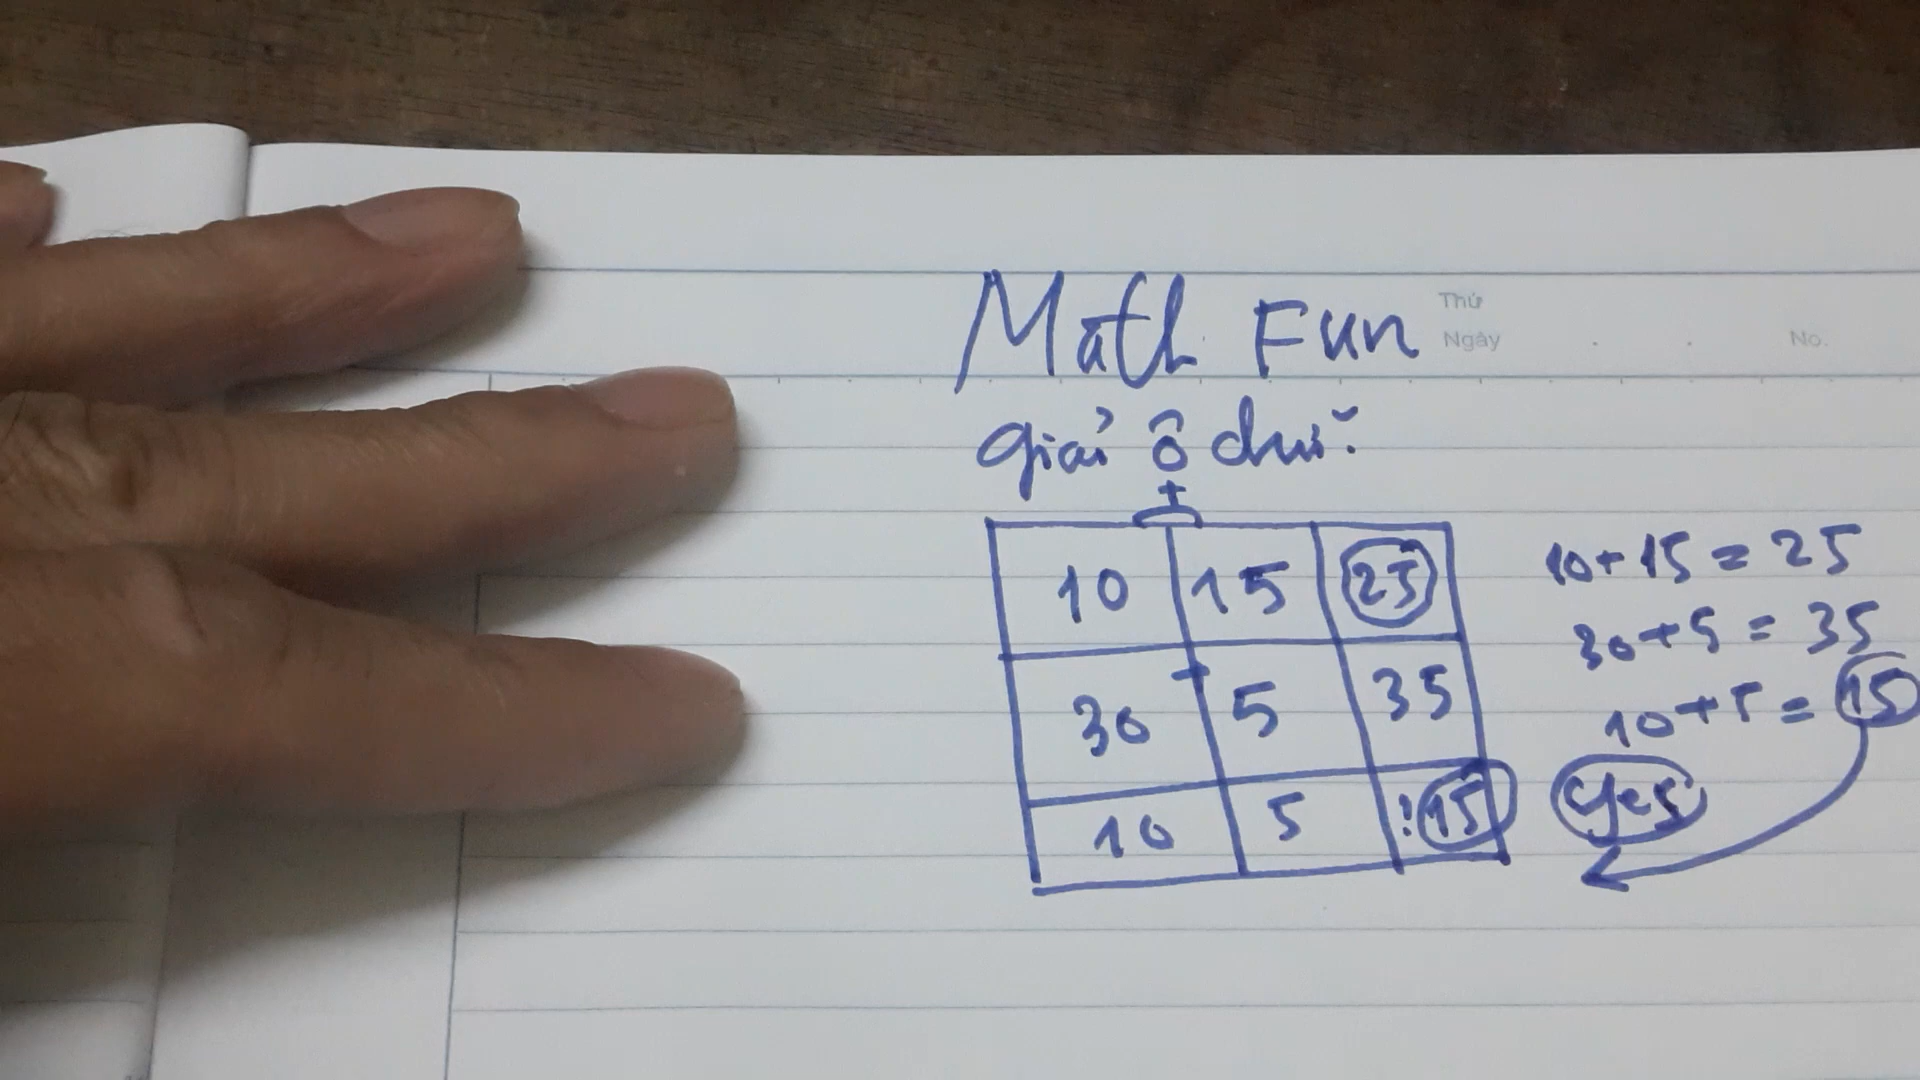 Math Fun
Thứ
Ngày . . No.
giải ô chữ:
+
10 15 25
30 5 35
10 5 ! 15
10+15=25
30+5=35
10+5=15
Yes